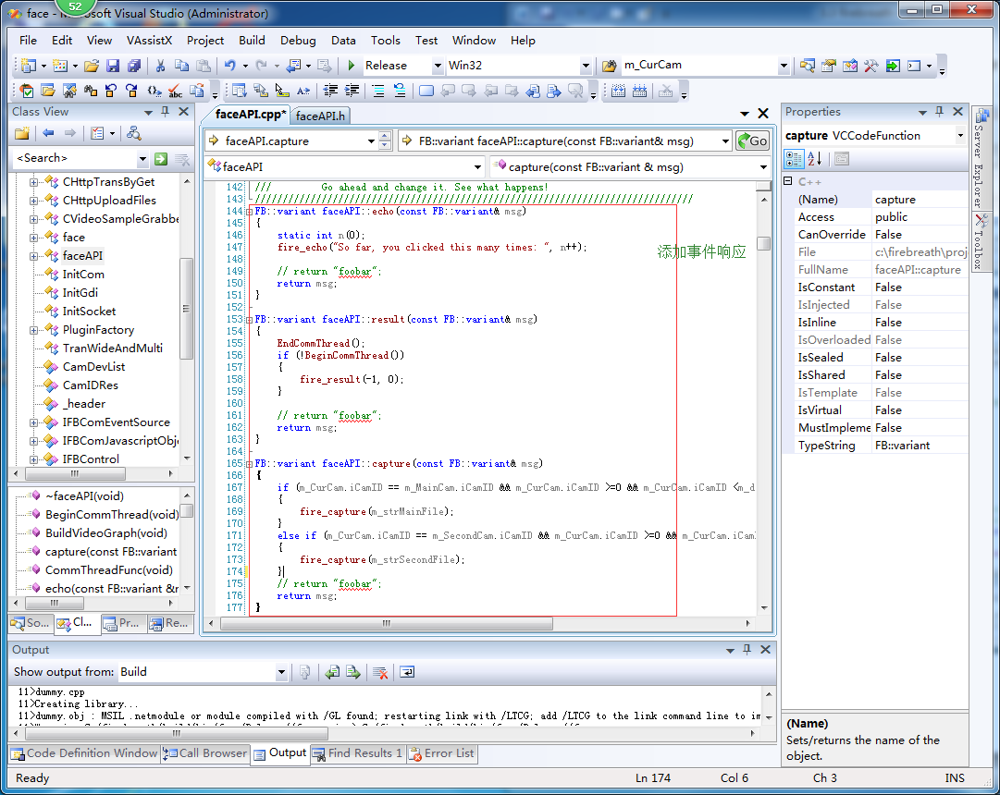 52
face - Microsoft Visual Studio (Administrator)
File Edit View VAssistX Project Build Debug Data Tools Test Window Help
Release Win32 m_CurCam
Class View
<Search>
CHttpTransByGet
CHttpUploadFiles
CVideoSampleGrabbe
face
faceAPI
InitCom
InitGdi
InitSocket
PluginFactory
TranWideAndMulti
CamDevList
CamIDRes
_header
IFBComEventSource
IFBComJavascriptObj
IFBControl
~faceAPI(void)
BeginCommThread(void)
BuildVideoGraph(void)
capture(const FB::variant
CommThreadFunc(void)
echo(const FB::variant &r
So... Cl... Pr... Re...
faceAPI.cpp* faceAPI.h
faceAPI.capture FB::variant faceAPI::capture(const FB::variant& msg) Go
faceAPI capture(const FB::variant & msg)
142 /// Go ahead and change it. See what happens!
143 ///////////////////////////////////////////////////////////////////////////////
144 FB::variant faceAPI::echo(const FB::variant& msg)
145 {
146 static int n(0);
147 fire_echo("So far, you clicked this many times: ", n++);
148
149 // return "foobar";
150 return msg;
151 }
152
153 FB::variant faceAPI::result(const FB::variant& msg)
154 {
155 EndCommThread();
156 if (!BeginCommThread())
157 {
158 fire_result(-1, 0);
159 }
160
161 // return "foobar";
162 return msg;
163 }
164
165 FB::variant faceAPI::capture(const FB::variant& msg)
166 {
167 if (m_CurCam.iCamID == m_MainCam.iCamID && m_CurCam.iCamID >=0 && m_CurCam.iCamID <m_d
168 {
169 fire_capture(m_strMainFile);
170 }
171 else if (m_CurCam.iCamID == m_SecondCam.iCamID && m_CurCam.iCamID >=0 && m_CurCam.iCam
172 {
173 fire_capture(m_strSecondFile);
174 }
175 // return "foobar";
176 return msg;
177 }
添加事件响应
Properties
capture VCCodeFunction
C++
(Name) capture
Access public
CanOverride False
File c:\firebreath\proj
FullName faceAPI::capture
IsConstant False
IsInjected False
IsInline False
IsOverloaded False
IsSealed False
IsShared False
IsTemplate False
IsVirtual False
MustImpleme False
TypeString FB::variant
(Name)
Sets/returns the name of the
object.
Server Explorer
Toolbox
Output
Show output from: Build
11>dummy.cpp
11>Creating library...
11>dummy.obj : MSIL .netmodule or module compiled with /GL found; restarting link with /LTCG; add /LTCG to the link command line to im
Code Definition Window Call Browser Output Find Results 1 Error List
Ready Ln 174 Col 6 Ch 3 INS